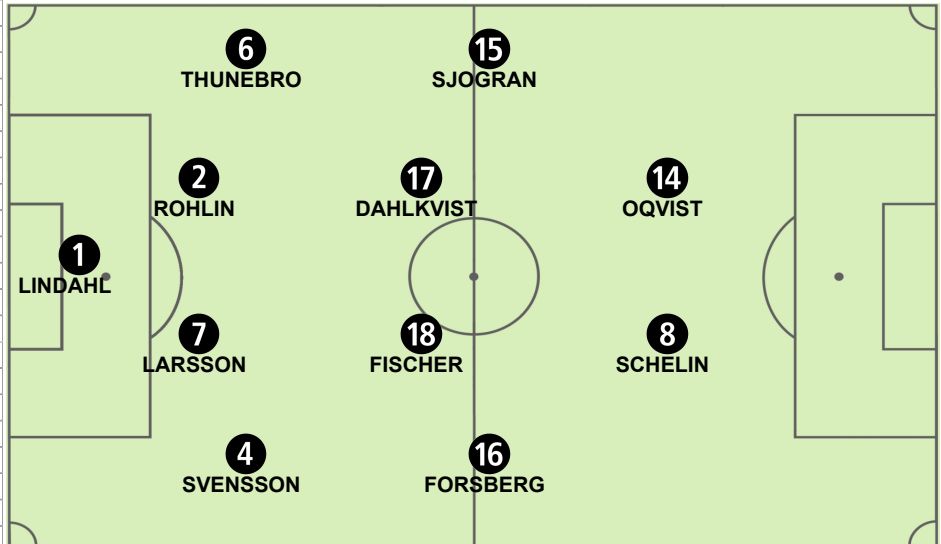 6
THUNEBRO
15
SJOGRAN
2
ROHLIN
17
DAHLKVIST
14
OQVIST
1
LINDAHL
7
LARSSON
18
FISCHER
8
SCHELIN
4
SVENSSON
16
FORSBERG